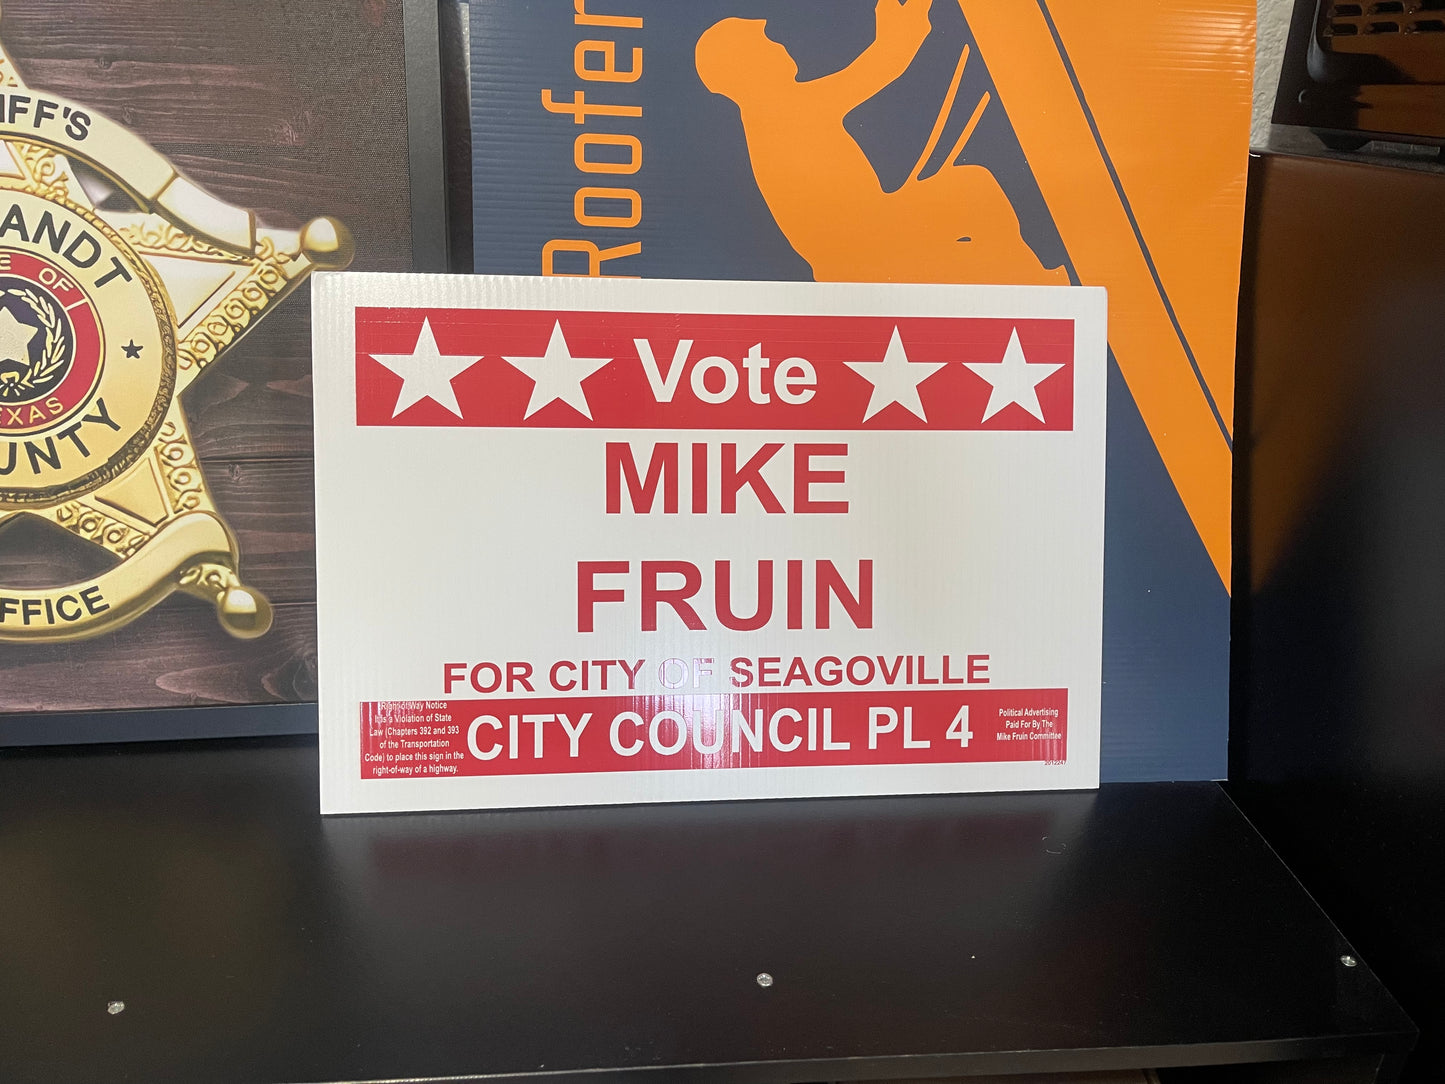 IFF'S
ANDT
E OF
EXAS
UNTY
FFICE
Roofer
Vote
MIKE
FRUIN
FOR CITY OF SEAGOVILLE
CITY COUNCIL PL 4
Right of Way Notice
It is a Violation of State
Law (Chapters 392 and 393
of the Transportation
Code) to place this sign in the
right-of-way of a highway.
Political Advertising
Paid For By The
Mike Fruin Committee